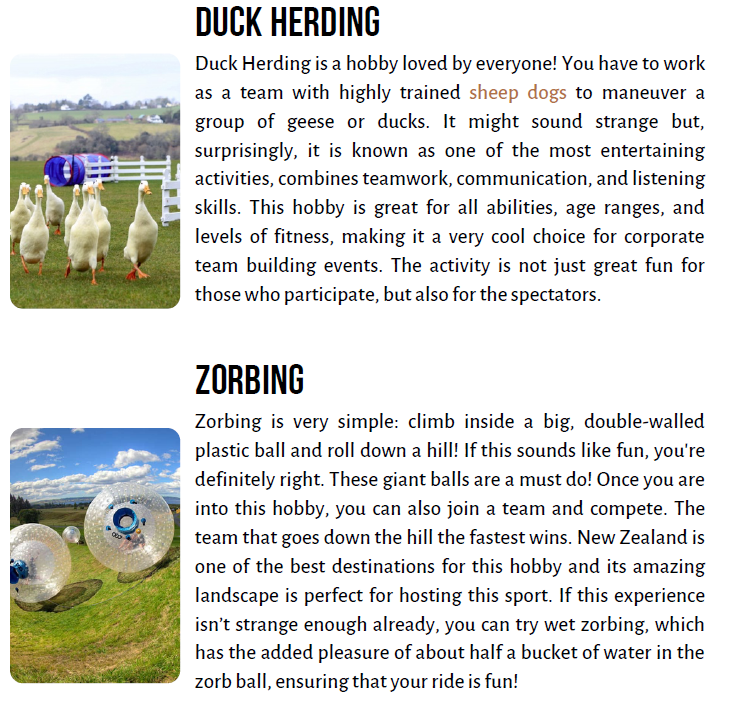 DUCK HERDING
Duck Herding is a hobby loved by everyone! You have to work
as a team with highly trained sheep dogs to maneuver a
group of geese or ducks. It might sound strange but,
surprisingly, it is known as one of the most entertaining
activities, combines teamwork, communication, and listening
skills. This hobby is great for all abilities, age ranges, and
levels of fitness, making it a very cool choice for corporate
team building events. The activity is not just great fun for
those who participate, but also for the spectators.
ZORBING
Zorbing is very simple: climb inside a big, double-walled
plastic ball and roll down a hill! If this sounds like fun, you're
definitely right. These giant balls are a must do! Once you are
into this hobby, you can also join a team and compete. The
team that goes down the hill the fastest wins. New Zealand is
one of the best destinations for this hobby and its amazing
landscape is perfect for hosting this sport. If this experience
isn’t strange enough already, you can try wet zorbing, which
has the added pleasure of about half a bucket of water in the
zorb ball, ensuring that your ride is fun!